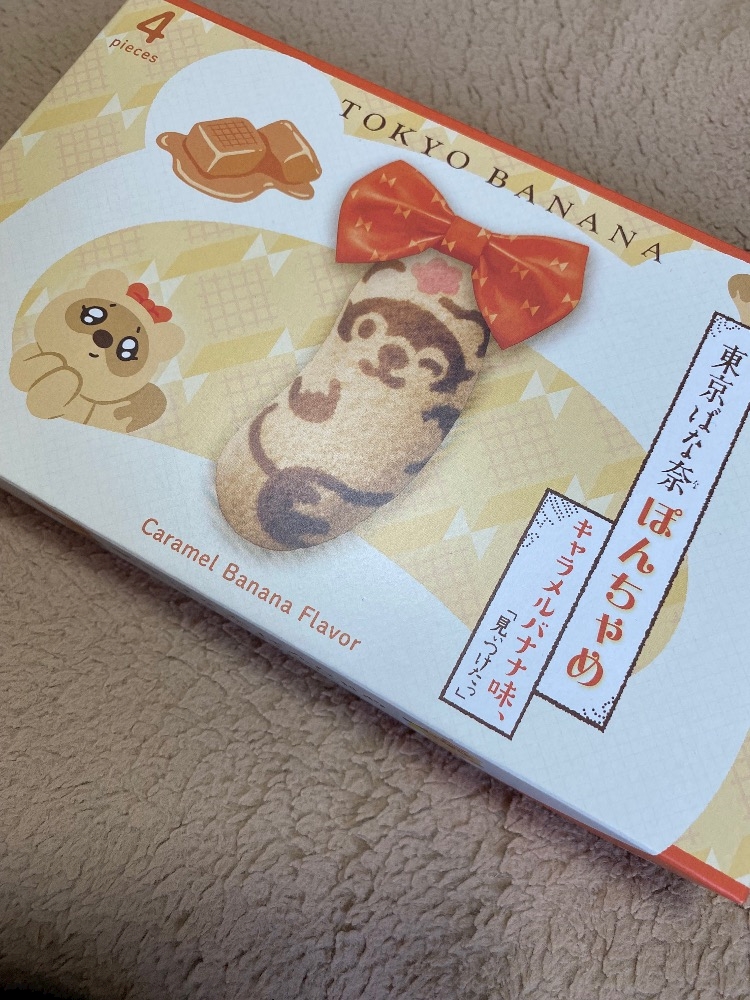 4
pieces
TOKYO BANANA
東京ばな奈
ぽんちゃめ
キャラメルバナナ味、
「見ぃつけたっ」
Caramel Banana Flavor